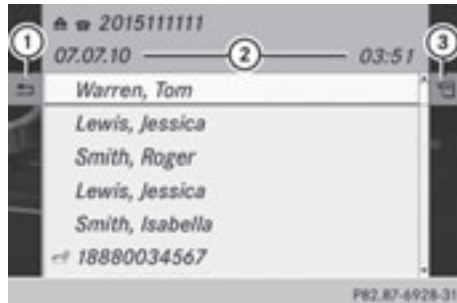 2015111111
1
3
07.07.10 2 03:51
Warren, Tom
Lewis, Jessica
Smith, Roger
Lewis, Jessica
Smith, Isabella
18880034567
P82.87-6928-31